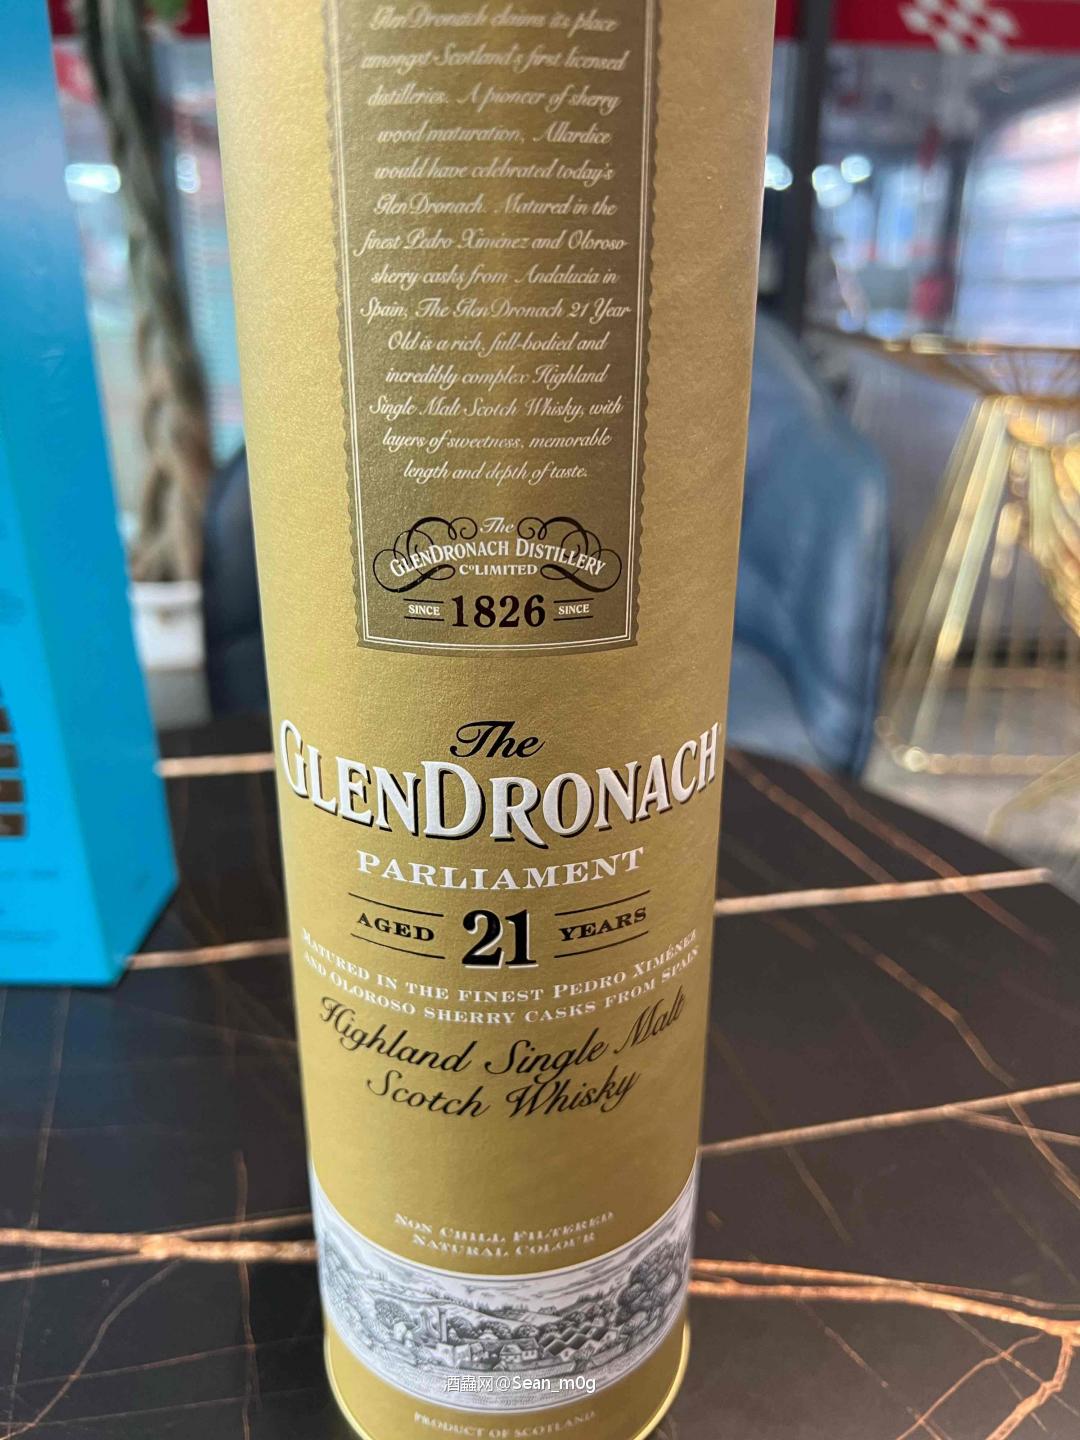 GlenDronach claims its place
amongst Scotland's first licensed
distilleries. A pioneer of sherry
wood maturation, Allardice
would have celebrated today's
GlenDronach. Matured in the
finest Pedro Ximénez and Oloroso
sherry casks from Andalucía in
Spain, The GlenDronach 21 Year
Old is a rich, full-bodied and
incredibly complex Highland
Single Malt Scotch Whisky, with
layers of sweetness, memorable
length and depth of taste.
The
GLENDRONACH DISTILLERY
Co LIMITED
SINCE 1826 SINCE
The
GLENDRONACH
PARLIAMENT
AGED 21 YEARS
MATURED IN THE FINEST PEDRO XIMÉNEZ
AND OLOROSO SHERRY CASKS FROM SPAIN
Highland Single Malt
Scotch Whisky
NON CHILL FILTERED
NATURAL COLOUR
酒蟲网@Sean_m0g
PRODUCT OF SCOTLAND